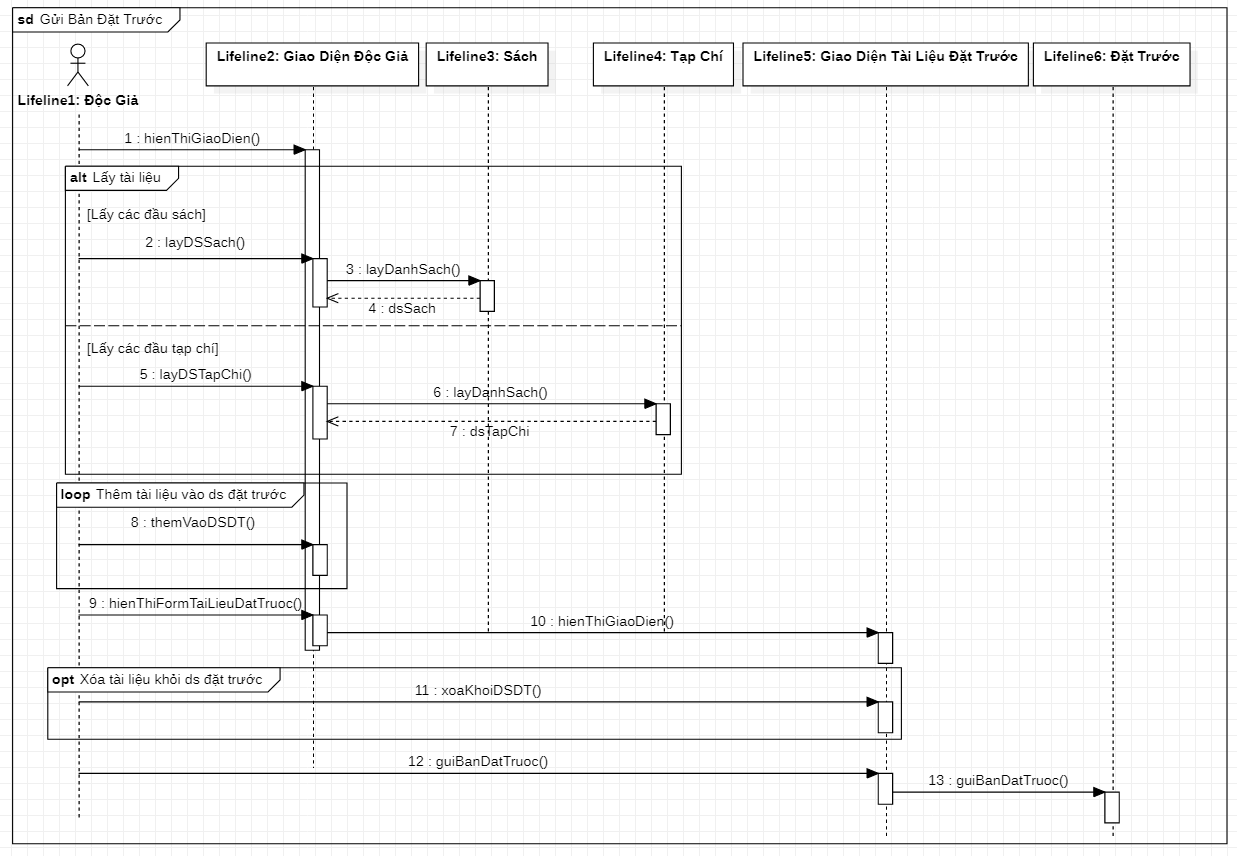 sd Gửi Bản Đặt Trước
Lifeline1: Độc Giả
Lifeline2: Giao Diện Độc Giả
Lifeline3: Sách
Lifeline4: Tạp Chí
Lifeline5: Giao Diện Tài Liệu Đặt Trước
Lifeline6: Đặt Trước
1 : hienThiGiaoDien()
alt Lấy tài liệu
[Lấy các đầu sách]
2 : layDSSach()
3 : layDanhSach()
4 : dsSach
[Lấy các đầu tạp chí]
5 : layDSTapChi()
6 : layDanhSach()
7 : dsTapChi
loop Thêm tài liệu vào ds đặt trước
8 : themVaoDSDT()
9 : hienThiFormTaiLieuDatTruoc()
10 : hienThiGiaoDien()
opt Xóa tài liệu khỏi ds đặt trước
11 : xoaKhoiDSDT()
12 : guiBanDatTruoc()
13 : guiBanDatTruoc()